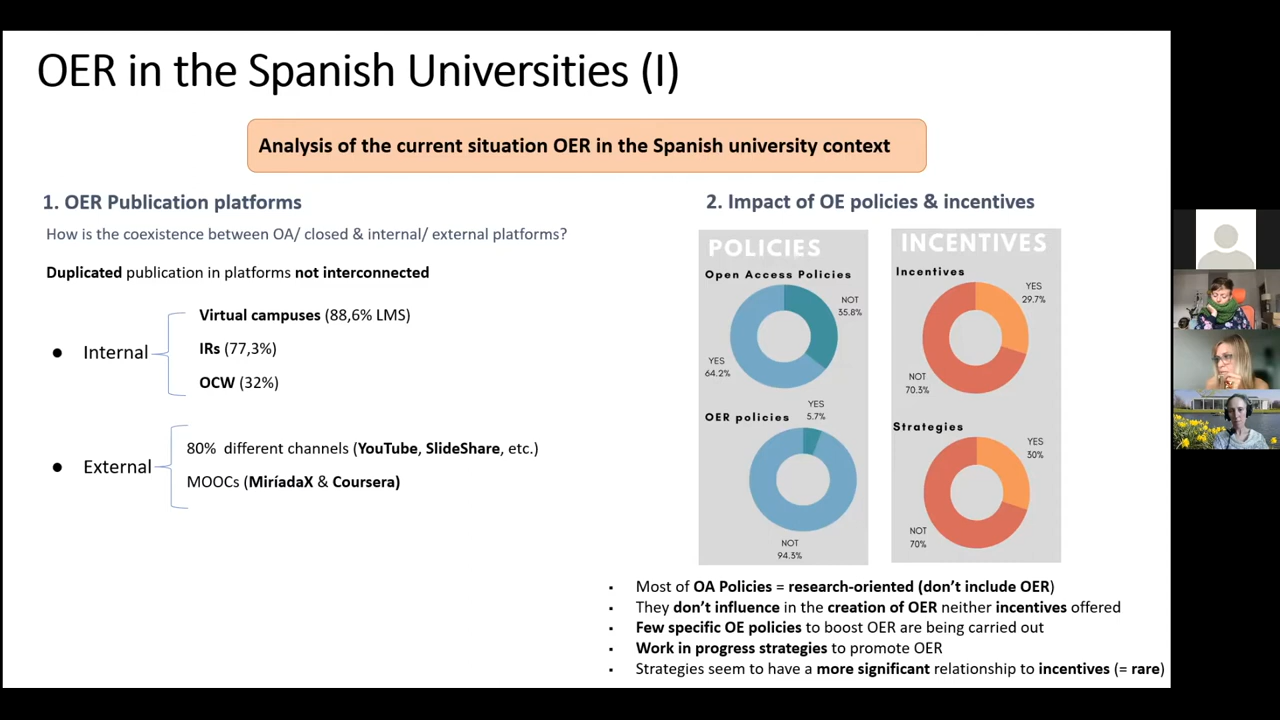 OER in the Spanish Universities (I)
Analysis of the current situation OER in the Spanish university context
1. OER Publication platforms
How is the coexistence between OA/ closed & internal/ external platforms?
Duplicated publication in platforms not interconnected
● Internal
Virtual campuses (88,6% LMS)
IRs (77,3%)
OCW (32%)
● External
80% different channels (YouTube, SlideShare, etc.)
MOOCs (MiríadaX & Coursera)
2. Impact of OE policies & incentives
POLICIES
Open Access Policies
NOT
35.8%
YES
64.2%
OER policies
YES
5.7%
NOT
94.3%
INCENTIVES
Incentives
YES
29.7%
NOT
70.3%
Strategies
YES
30%
NOT
70%
▪ Most of OA Policies = research-oriented (don't include OER)
▪ They don't influence in the creation of OER neither incentives offered
▪ Few specific OE policies to boost OER are being carried out
▪ Work in progress strategies to promote OER
▪ Strategies seem to have a more significant relationship to incentives (= rare)